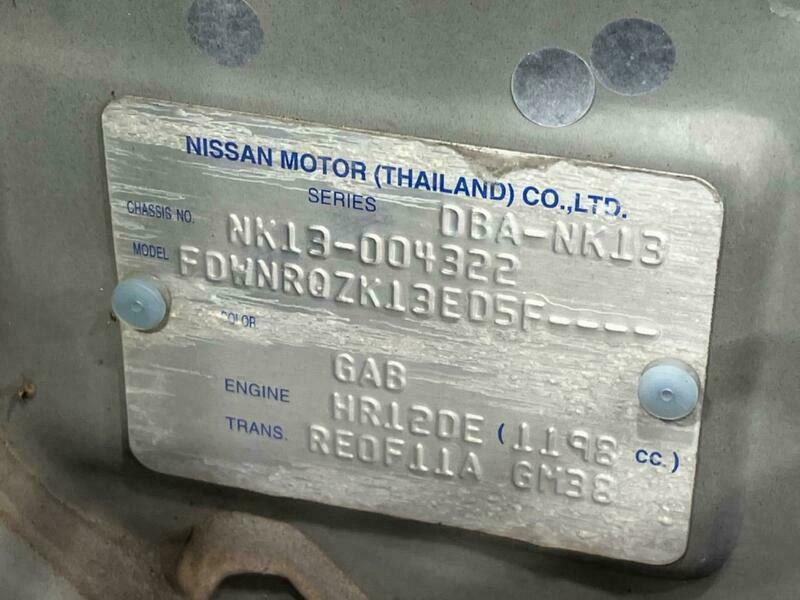 NISSAN MOTOR (THAILAND) CO.,LTD.
SERIES DBA-NK13
CHASSIS NO. NK13-004322
MODEL FDWNRQZK13ED5F----
COLOR GAB
ENGINE HR12DE (1198 CC.)
TRANS. RE0F11A GM38